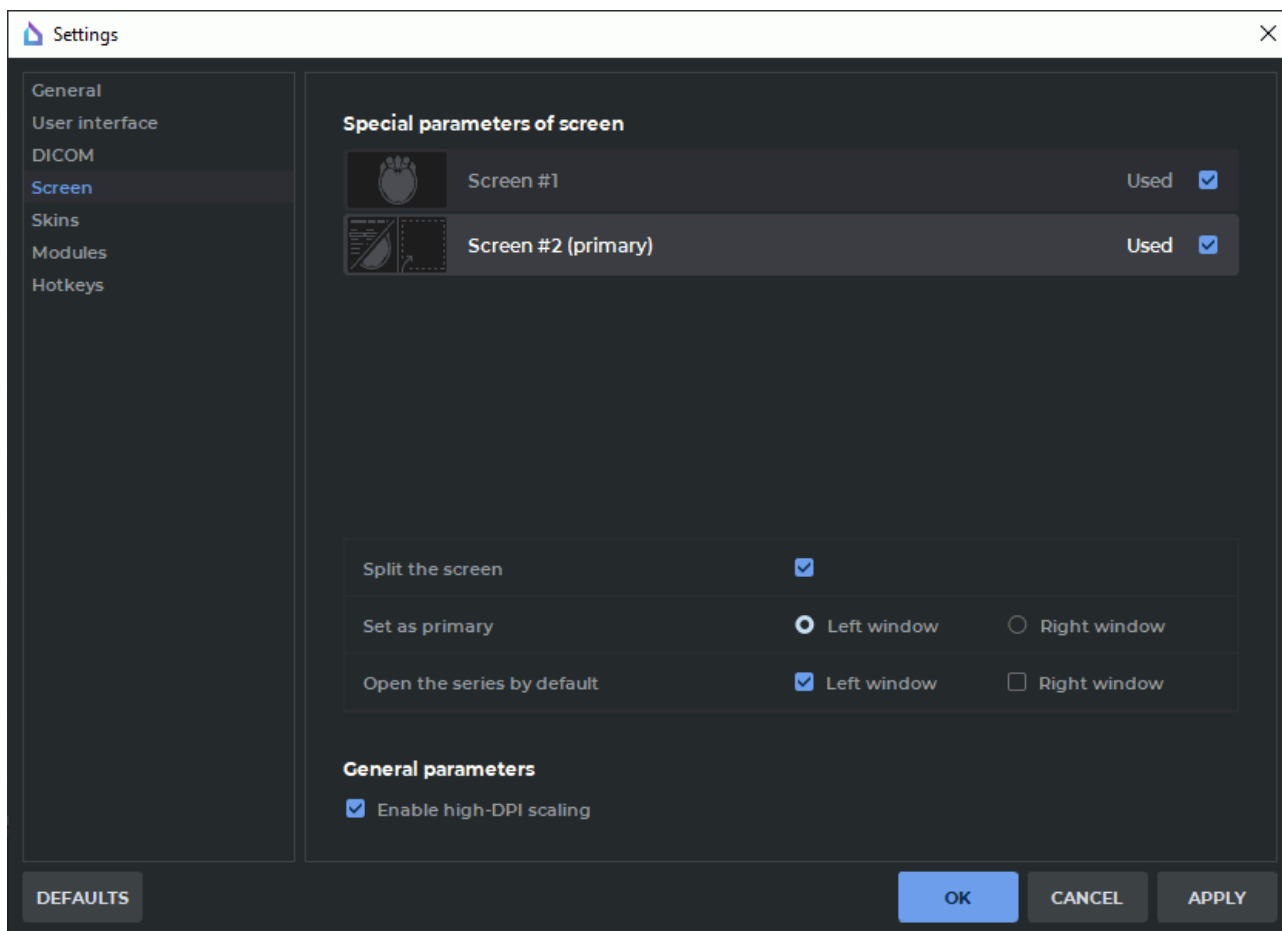 Settings
General
User interface
DICOM
Screen
Skins
Modules
Hotkeys
Special parameters of screen
Screen #1 Used
Screen #2 (primary) Used
Split the screen
Set as primary Left window Right window
Open the series by default Left window Right window
General parameters
Enable high-DPI scaling
DEFAULTS OK CANCEL APPLY